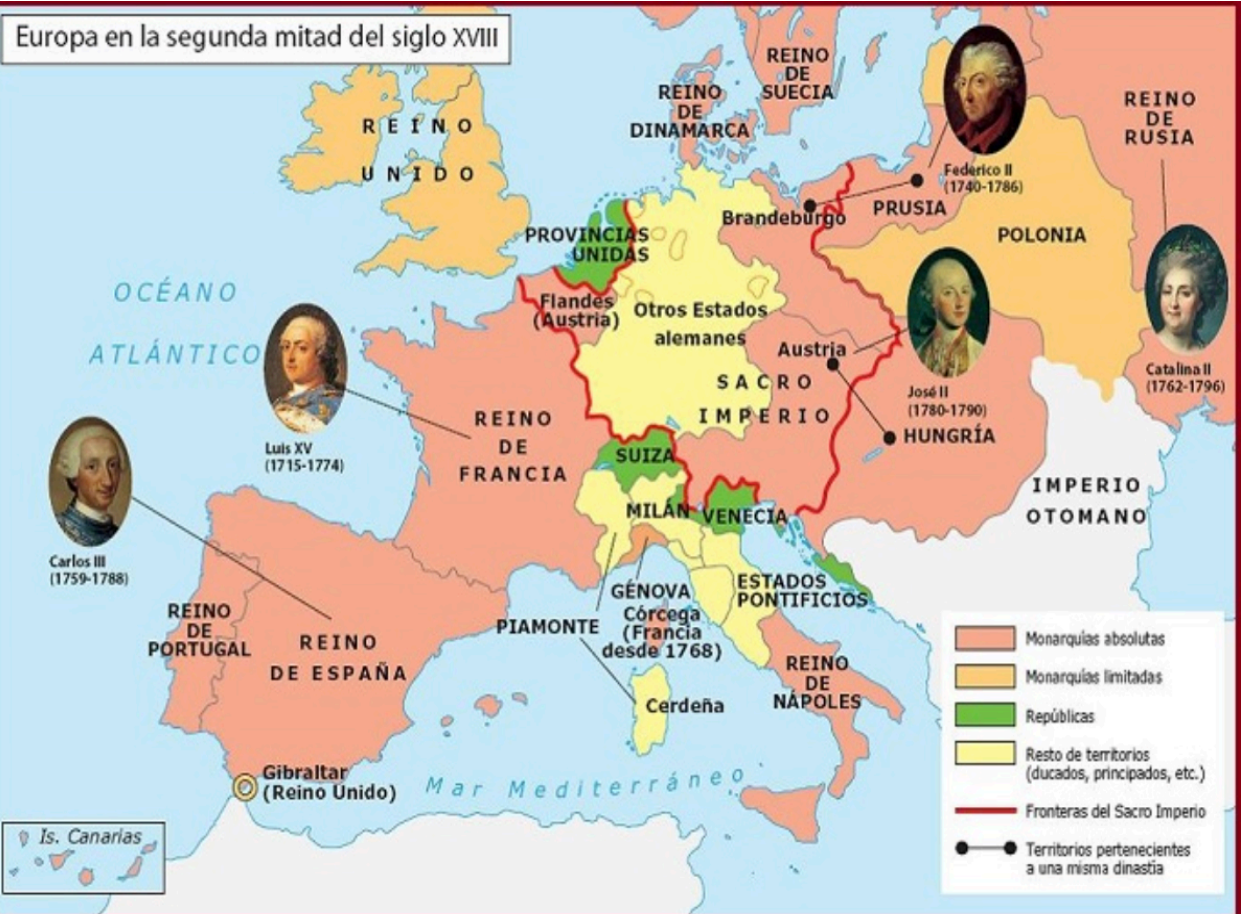 Europa en la segunda mitad del siglo XVIII
REINO
UNIDO
REINO
DE
DINAMARCA
REINO
DE
SUECIA
REINO
DE
RUSIA
Federico II
(1740-1786)
Brandeburgo
PRUSIA
POLONIA
PROVINCIAS
UNIDAS
OCÉANO
ATLÁNTICO
Flandes
(Austria)
Otros Estados
alemanes
Austria
SACRO
IMPERIO
José II
(1780-1790)
Catalina II
(1762-1796)
HUNGRÍA
Luis XV
(1715-1774)
REINO
DE
FRANCIA
SUIZA
MILÁN
VENECIA
IMPERIO
OTOMANO
Carlos III
(1759-1788)
REINO
DE
PORTUGAL
REINO
DE ESPAÑA
PIAMONTE
GÉNOVA
Córcega
(Francia
desde 1768)
ESTADOS
PONTIFICIOS
REINO
DE
NÁPOLES
Cerdeña
Gibraltar
(Reino Unido)
Mar Mediterráneo
Is. Canarias
Monarquías absolutas
Monarquías limitadas
Repúblicas
Resto de territorios
(ducados, principados, etc.)
Fronteras del Sacro Imperio
Territorios pertenecientes
a una misma dinastía